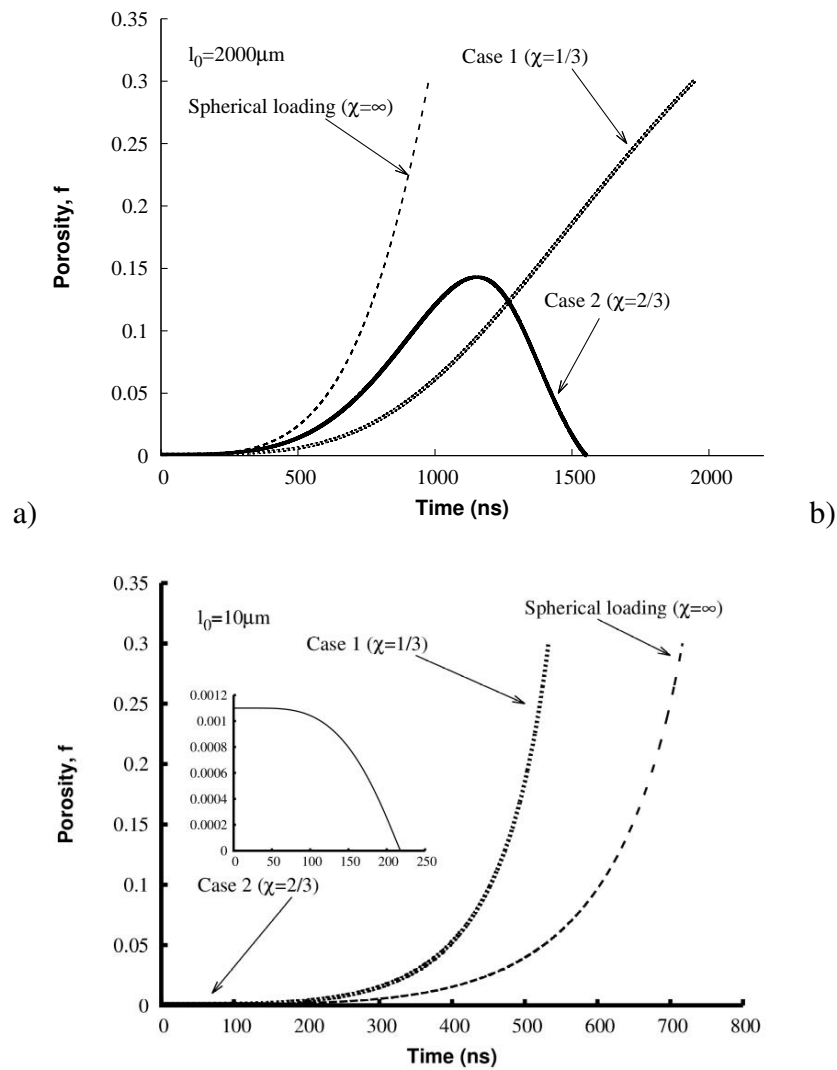 0.35
l0=2000μm
Case 1 (χ=1/3)
0.3
Spherical loading (χ=∞)
0.25
0.2
Porosity, f
0.15
Case 2 (χ=2/3)
0.1
0.05
0
0 500 1000 1500 2000
Time (ns)
a)
b)
0.35
l0=10μm
Spherical loading (χ=∞)
Case 1 (χ=1/3)
0.3
0.25
0.0012
0.001
0.0008
0.0006
0.0004
0.0002
0
0 50 100 150 200 250
0.2
Porosity, f
0.15
Case 2 (χ=2/3)
0.1
0.05
0
0 100 200 300 400 500 600 700 800
Time (ns)